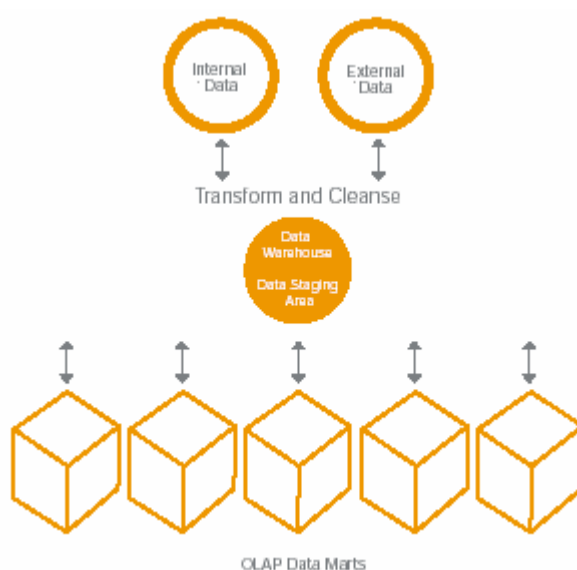 Internal
Data
External
Data
Transform and Cleanse
Data
Warehouse
Data Staging
Area
OLAP Data Marts